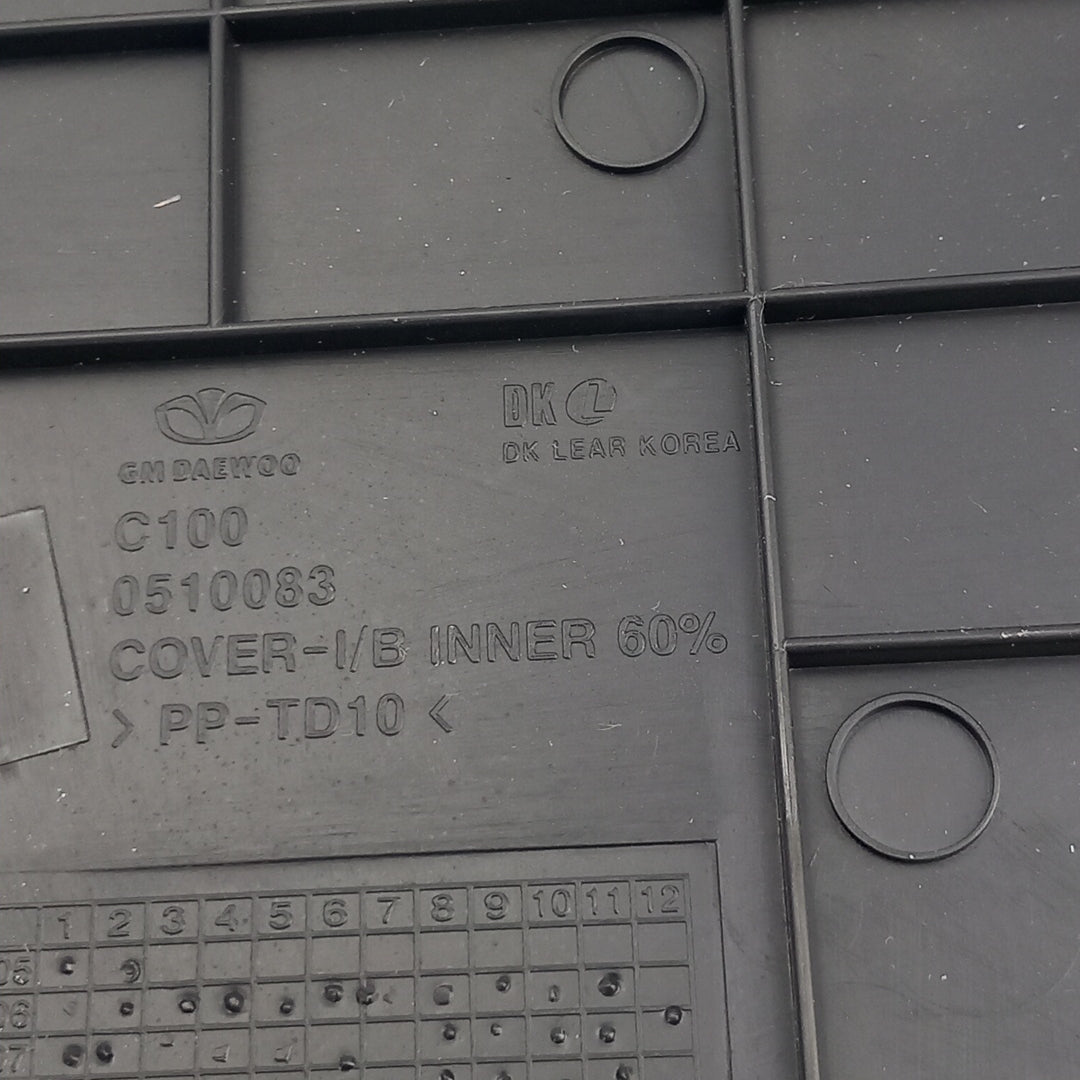 DK
GM DAEWOO
DK LEAR KOREA
C100
0510083
COVER-I/B INNER 60%
> PP-TD10 <
1 2 3 4 5 6 7 8 9 10 11 12
05
06
07